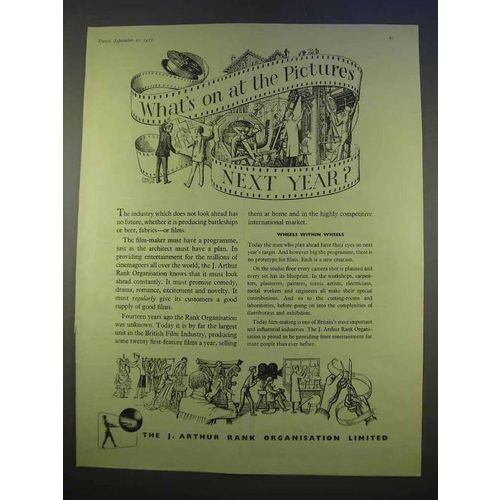 Punch, September 21 1955
What's on at the Pictures
NEXT YEAR?
The industry which does not look ahead has
no future, whether it is producing battleships
or beer, fabrics—or films.
The film-maker must have a programme,
just as the architect must have a plan. In
providing entertainment for the millions of
cinemagoers all over the world, the J. Arthur
Rank Organisation knows that it must look
ahead constantly. It must promise comedy,
drama, romance, excitement and novelty. It
must regularly give its customers a good
supply of good films.
Fourteen years ago the Rank Organisation
was unknown. Today it is by far the largest
unit in the British Film Industry, producing
some twenty first-feature films a year, selling
them at home and in the highly competitive
international market.
WHEELS WITHIN WHEELS
Today the men who plan ahead have their eyes on next
year's target. And however big the programme, there is
no prototype for films. Each is a new creation.
On the studio floor every camera shot is planned and
every set has its blueprint. In the workshops, carpen-
ters, plasterers, painters, scenic artists, electricians,
metal workers and engineers all make their special
contributions. And so to the cutting-rooms and
laboratories, before going on into the complexities of
distribution and exhibition.
Today film-making is one of Britain's most important
and influential industries. The J. Arthur Rank Organi-
sation is proud to be providing finer entertainment for
more people than ever before.
THE J. ARTHUR RANK ORGANISATION LIMITED